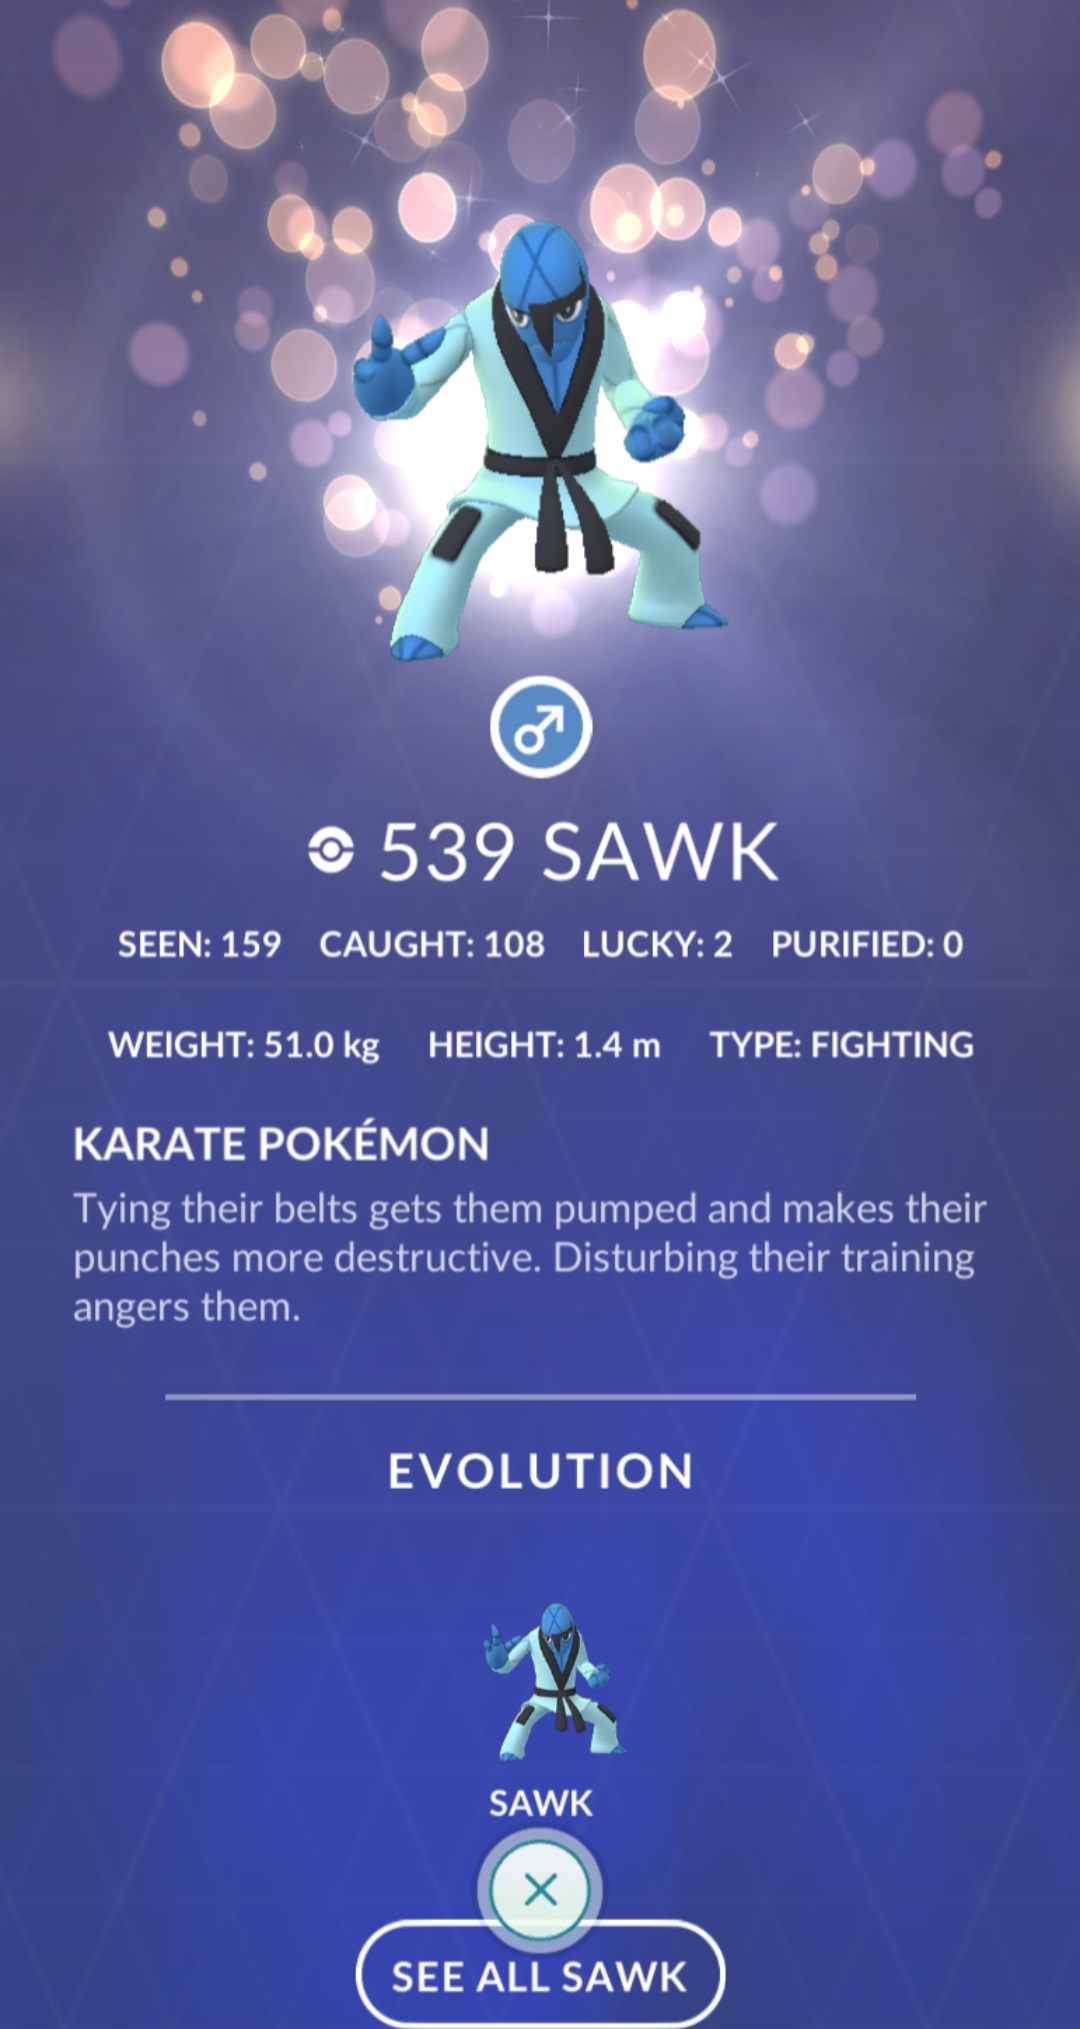 539 SAWK
SEEN: 159 CAUGHT: 108 LUCKY: 2 PURIFIED: 0
WEIGHT: 51.0 kg HEIGHT: 1.4 m TYPE: FIGHTING
KARATE POKÉMON
Tying their belts gets them pumped and makes their
punches more destructive. Disturbing their training
angers them.
EVOLUTION
SAWK
SEE ALL SAWK